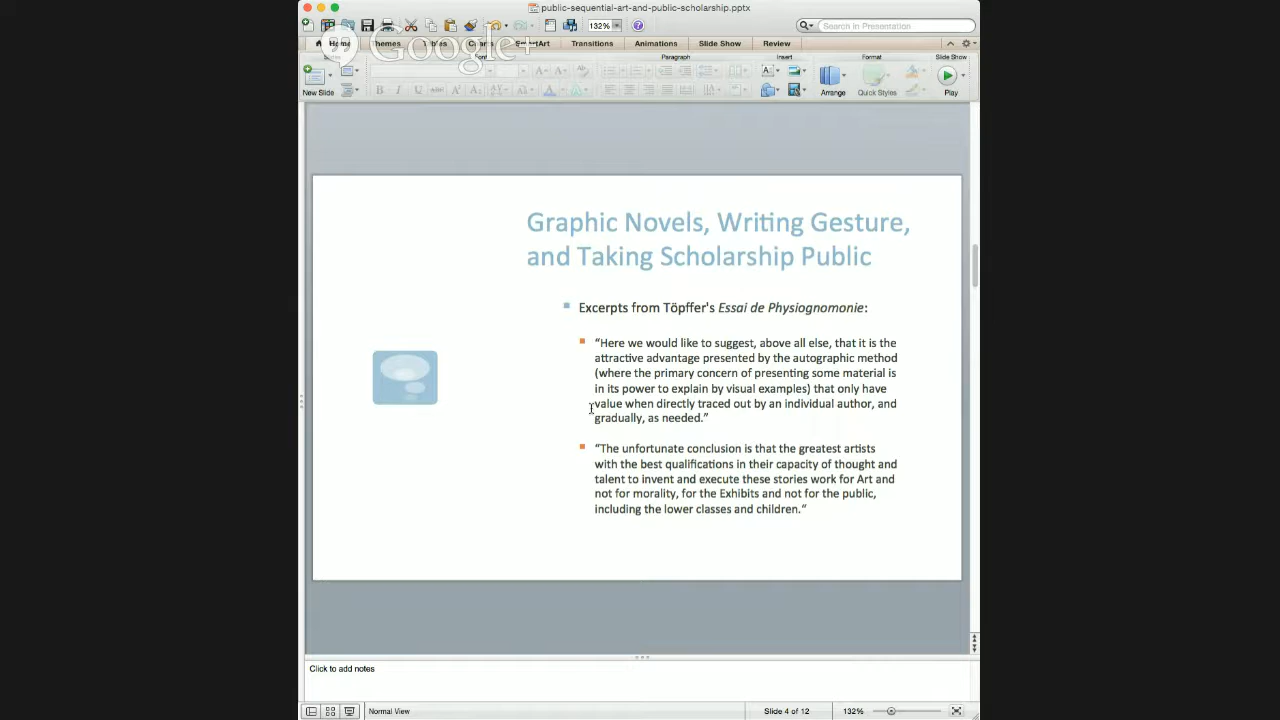 public-sequential-art-and-public-scholarship.pptx
132%
Search in Presentation
Home Themes Tables Charts SmartArt Transitions Animations Slide Show Review
Google+
Font Paragraph Insert Format Slide Show
New Slide Arrange Quick Styles Play
Graphic Novels, Writing Gesture,
and Taking Scholarship Public
Excerpts from Töpffer's Essai de Physiognomonie:
“Here we would like to suggest, above all else, that it is the
attractive advantage presented by the autographic method
(where the primary concern of presenting some material is
in its power to explain by visual examples) that only have
value when directly traced out by an individual author, and
gradually, as needed.”
“The unfortunate conclusion is that the greatest artists
with the best qualifications in their capacity of thought and
talent to invent and execute these stories work for Art and
not for morality, for the Exhibits and not for the public,
including the lower classes and children.“
Click to add notes
Normal View Slide 4 of 12 132%